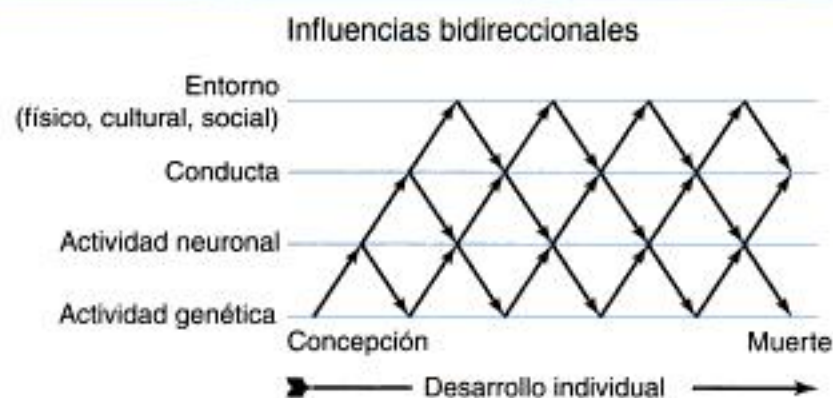 Influencias bidireccionales
Entorno
(físico, cultural, social)
Conducta
Actividad neuronal
Actividad genética
Concepción
Muerte
Desarrollo individual